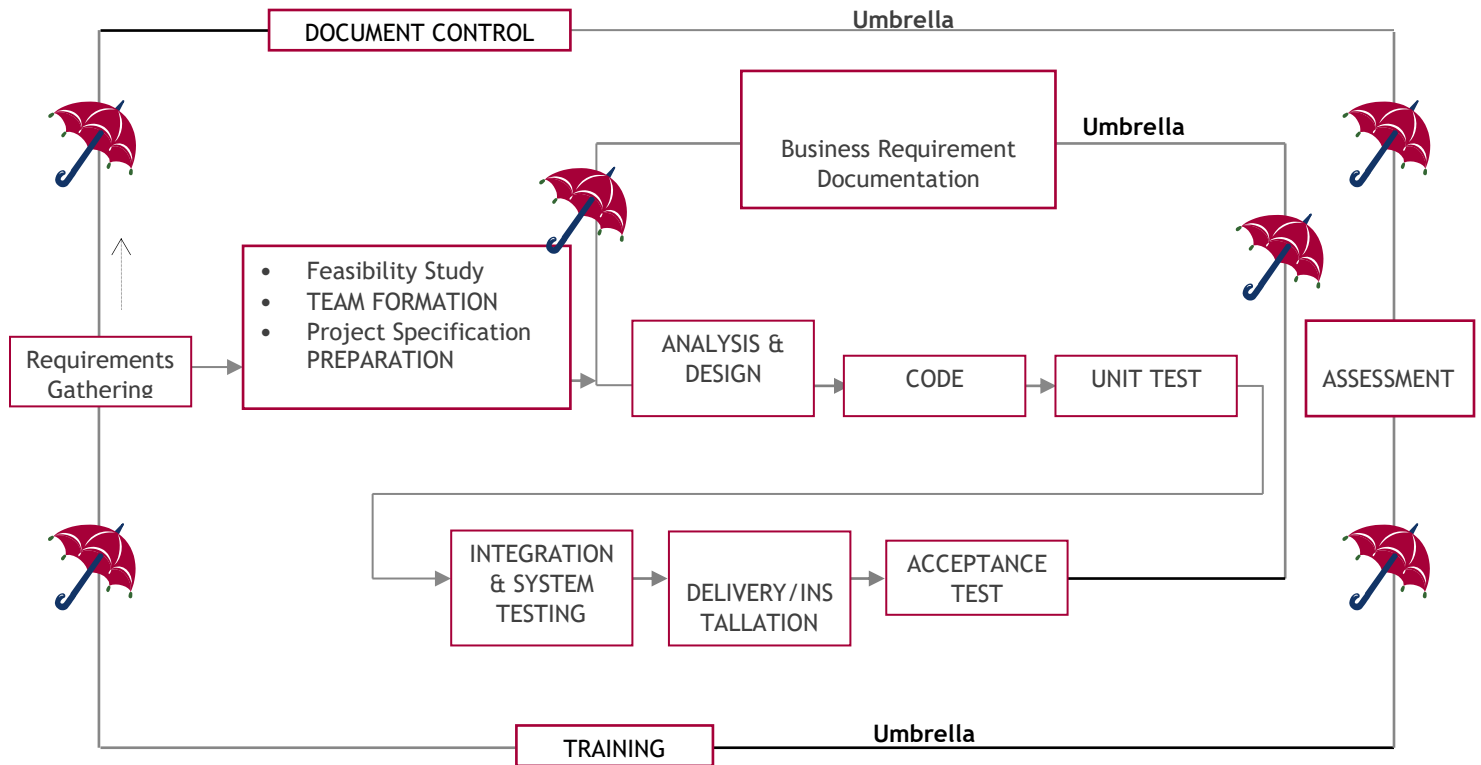 Umbrella
DOCUMENT CONTROL
Umbrella
Business Requirement
Documentation
• Feasibility Study
• TEAM FORMATION
• Project Specification
PREPARATION
Requirements
Gathering
ANALYSIS &
DESIGN
CODE
UNIT TEST
ASSESSMENT
INTEGRATION
& SYSTEM
TESTING
DELIVERY/INS
TALLATION
ACCEPTANCE
TEST
Umbrella
TRAINING